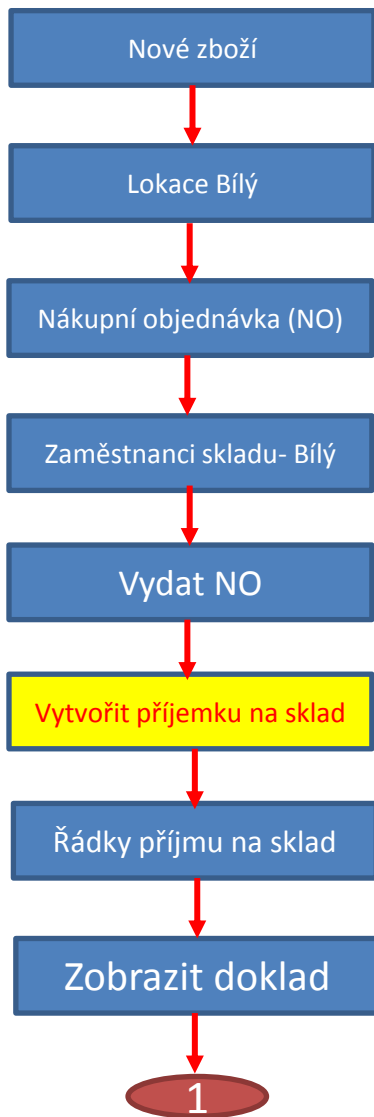 Nové zboží
Lokace Bílý
Nákupní objednávka (NO)
Zaměstnanci skladu- Bílý
Vydat NO
Vytvořit příjemku na sklad
Řádky příjmu na sklad
Zobrazit doklad
1